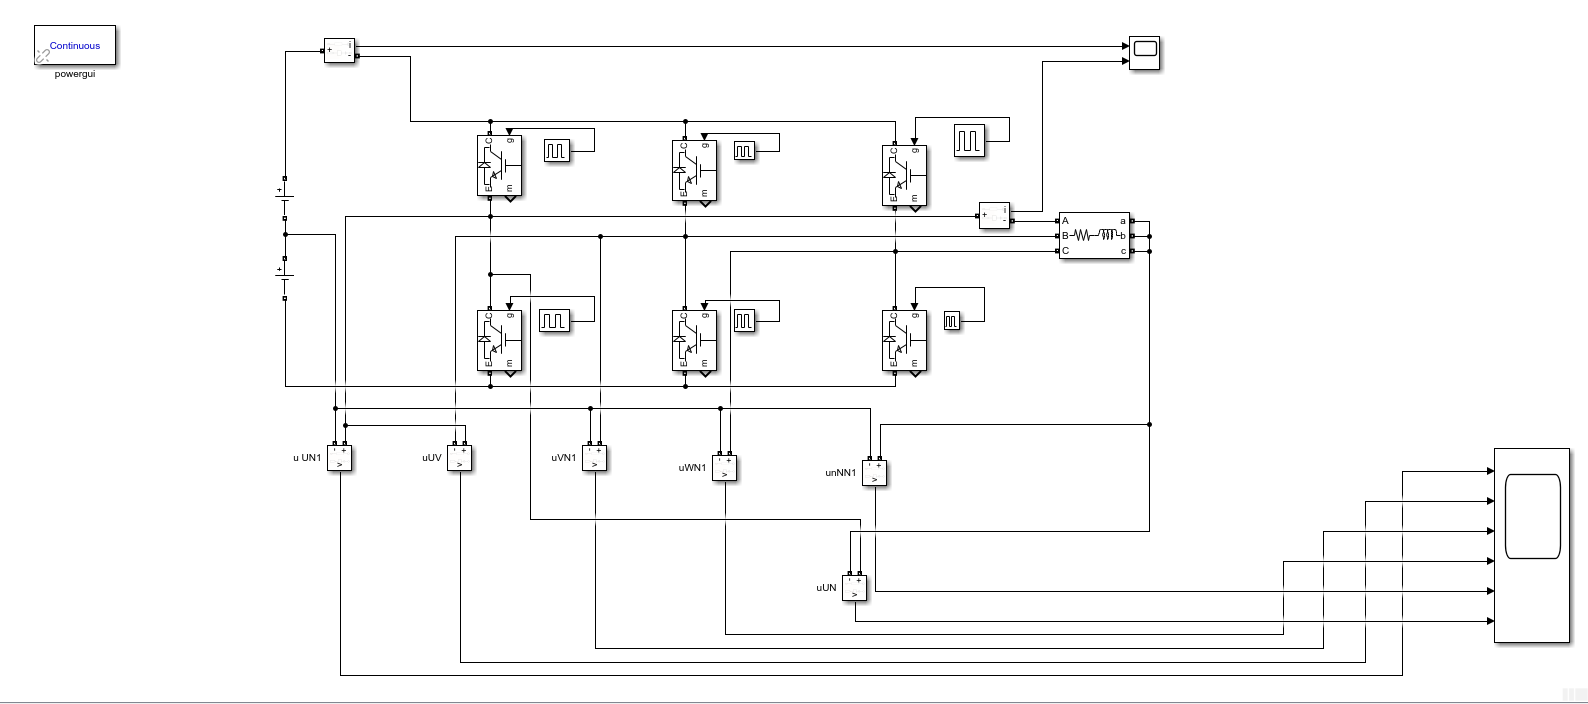 Continuous
powergui
+
i
-
C
g
E
m
C
g
E
m
C
g
E
m
+
+
i
-
A
B
C
a
b
c
+
C
g
E
m
C
g
E
m
C
g
E
m
u UN1
- +
v
uUV
- +
v
uVN1
- +
v
uWN1
- +
v
unNN1
- +
v
uUN
- +
v